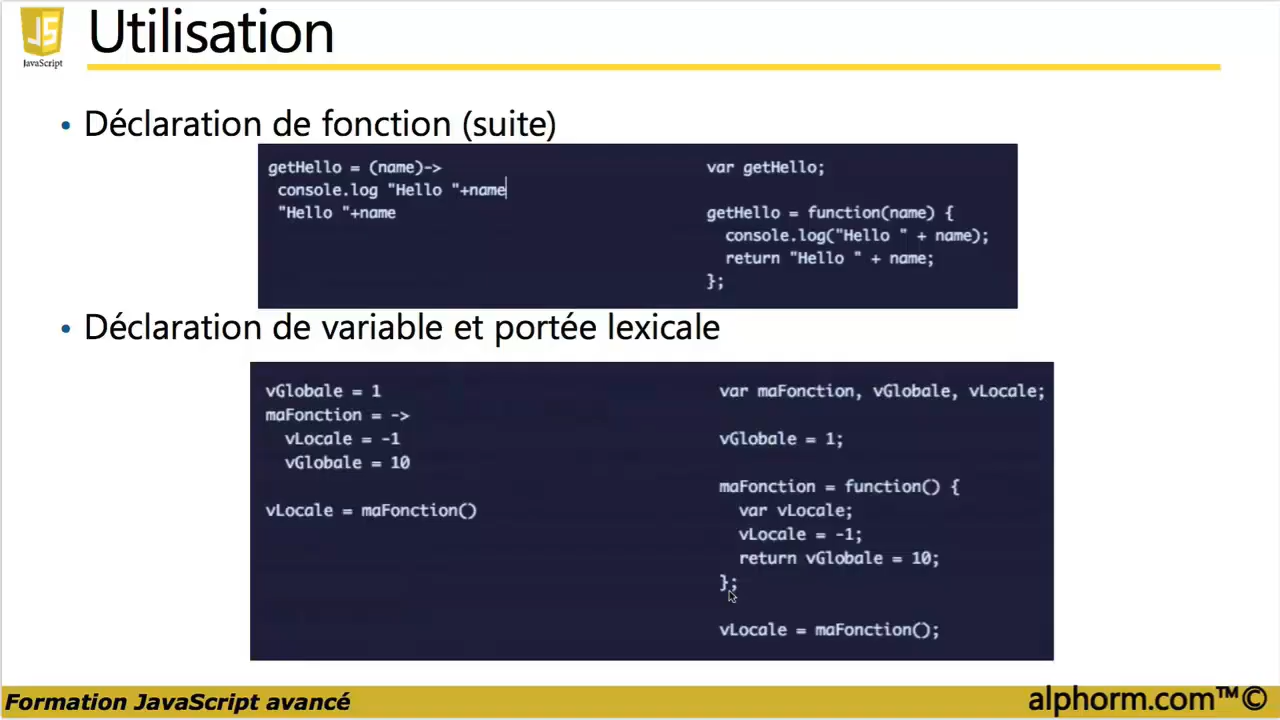 JS
JavaScript
Utilisation
• Déclaration de fonction (suite)
getHello = (name)->
console.log "Hello "+name
"Hello "+name
var getHello;
getHello = function(name) {
console.log("Hello " + name);
return "Hello " + name;
};
• Déclaration de variable et portée lexicale
vGlobale = 1
maFonction = ->
vLocale = -1
vGlobale = 10
vLocale = maFonction()
var maFonction, vGlobale, vLocale;
vGlobale = 1;
maFonction = function() {
var vLocale;
vLocale = -1;
return vGlobale = 10;
};
vLocale = maFonction();
Formation JavaScript avancé
alphorm.com™©